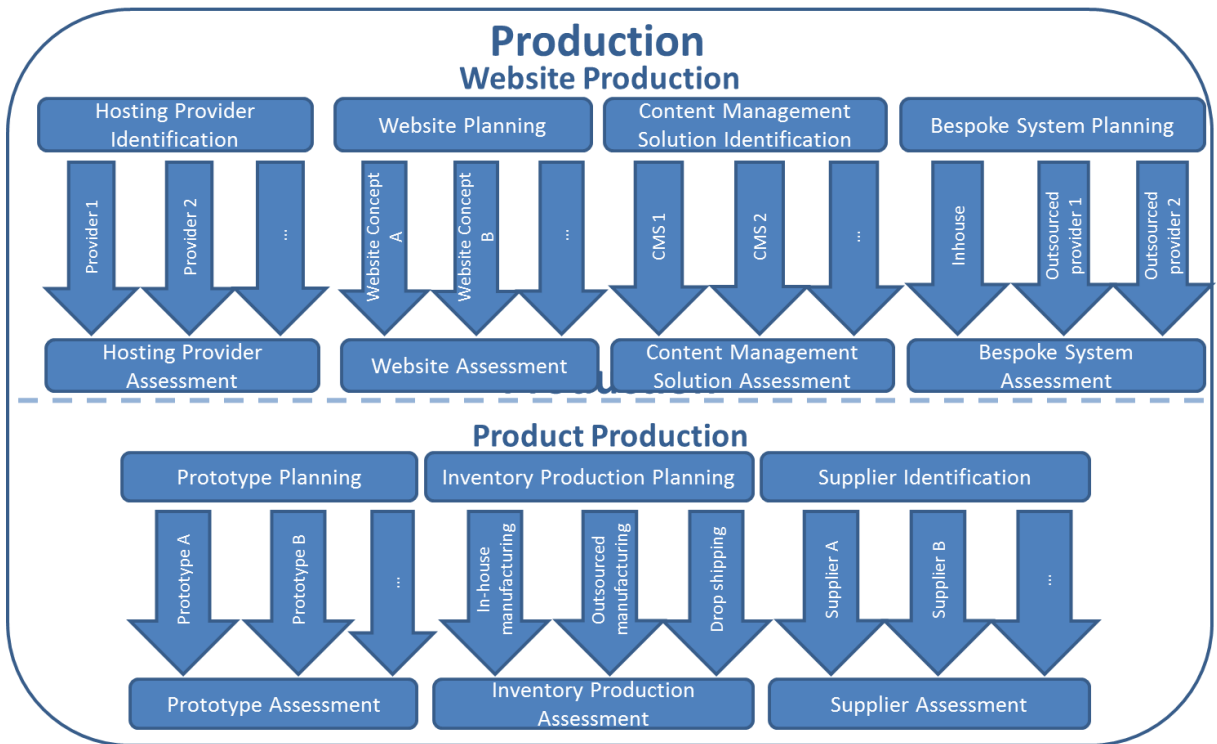 Production
Website Production
Hosting Provider
Identification
Website Planning
Content Management
Solution Identification
Bespoke System Planning
Provider 1
Provider 2
...
Website Concept
A
Website Concept
B
...
CMS 1
CMS 2
...
Inhouse
Outsourced
provider 1
Outsourced
provider 2
Hosting Provider
Assessment
Website Assessment
Content Management
Solution Assessment
Bespoke System
Assessment
Product Production
Prototype Planning
Inventory Production Planning
Supplier Identification
Prototype A
Prototype B
...
In-house
manufacturing
Outsourced
manufacturing
Drop shipping
Supplier A
Supplier B
...
Prototype Assessment
Inventory Production
Assessment
Supplier Assessment